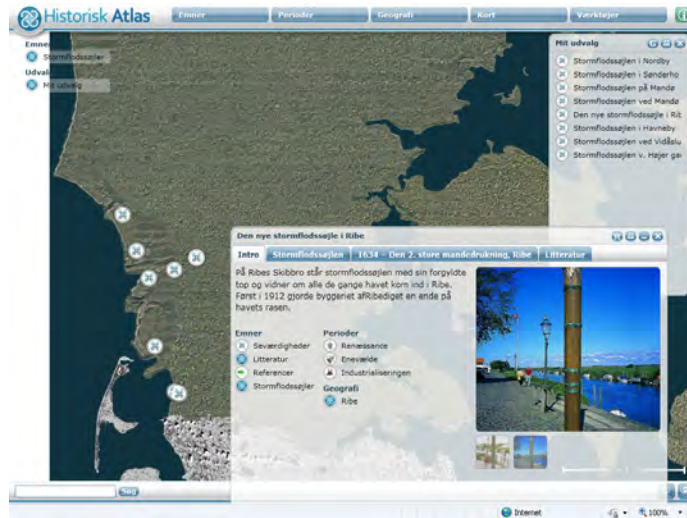 Historisk Atlas
Emner
Perioder
Geografi
Kort
Værktøjer
Emner
Stormflodssøjler
Udvalg
Mit udvalg
Mit udvalg
Stormflodssøjlen i Nordby
Stormflodssøjlen i Sønderho
Stormflodssøjlen på Mandø
Stormflodssøjlen ved Mandø
Den nye stormflodssøjle i Rib
Stormflodssøjlen i Havneby
Stormflodssøjlen ved Vidåslu
Stormflodssøjlen v. Højer gam
Den nye stormflodssøjle i Ribe
Intro
Stormflodssøjlen
1634 - Den 2. store mandedrukning, Ribe
Litteratur
På Ribes Skibbro står stormflodssøjlen med sin forgyldte
top og vidner om alle de gange havet kom ind i Ribe.
Først i 1912 gjorde byggeriet afRibediget en ende på
havets rasen.
Emner
Seværdigheder
Litteratur
Referencer
Stormflodssøjler
Perioder
Renæssance
Enevælde
Industrialiseringen
Geografi
Ribe
Søg
Internet
100%